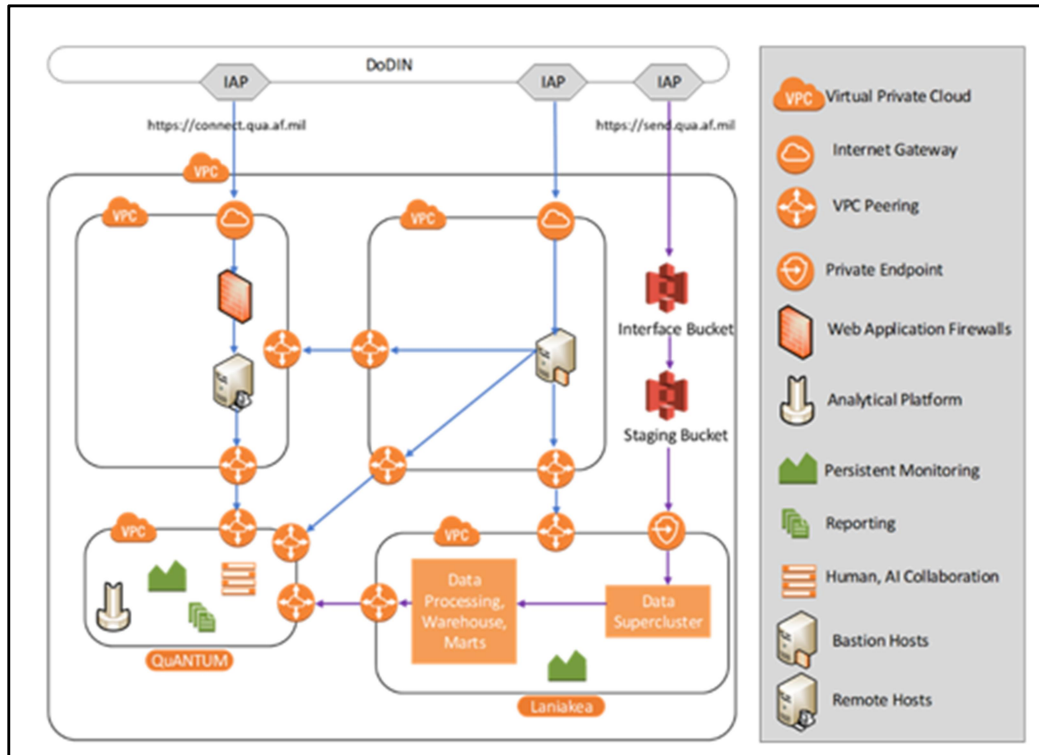 DoDIN
IAP
IAP
IAP
https://connect.qua.af.mil
https://send.qua.af.mil
VPC
VPC
VPC
Interface Bucket
Staging Bucket
VPC
VPC
Data
Processing,
Warehouse,
Marts
Data
Supercluster
QuANTUM
Laniakea
VPC
Virtual Private Cloud
Internet Gateway
VPC Peering
Private Endpoint
Web Application Firewalls
Analytical Platform
Persistent Monitoring
Reporting
Human, AI Collaboration
Bastion Hosts
Remote Hosts